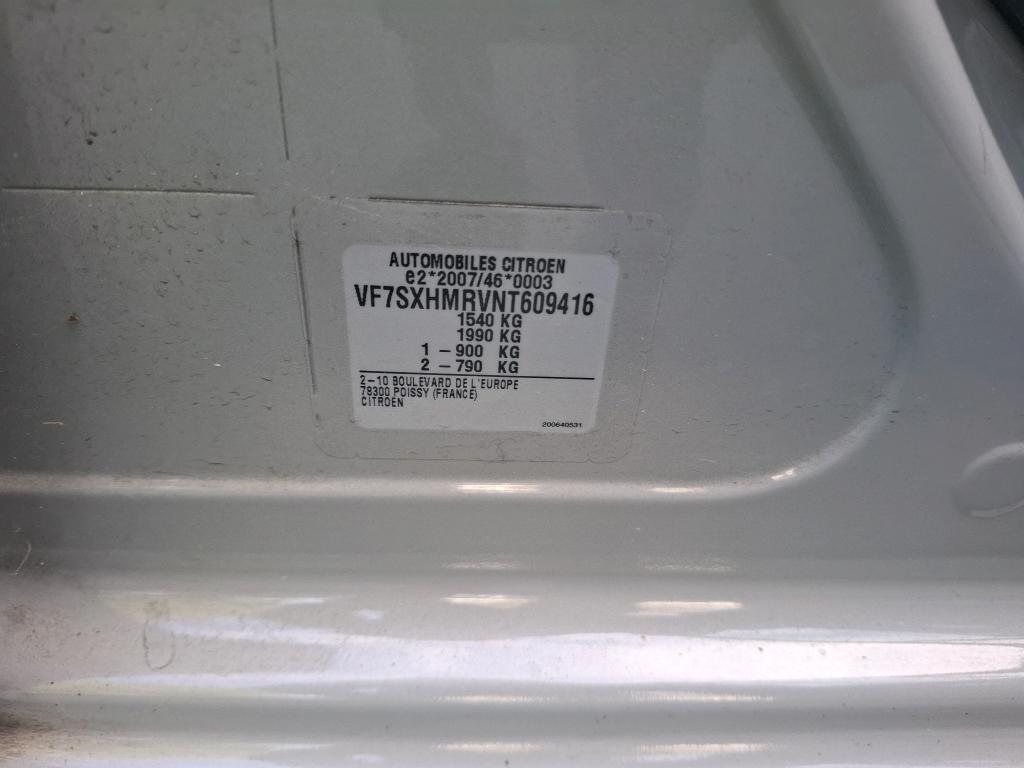 AUTOMOBILES CITROEN
e2*2007/46*0003
VF7SXHMRVNT609416
1540 KG
1990 KG
1 – 900 KG
2 – 790 KG
2–10 BOULEVARD DE L'EUROPE
78300 POISSY (FRANCE)
CITROEN
200640531